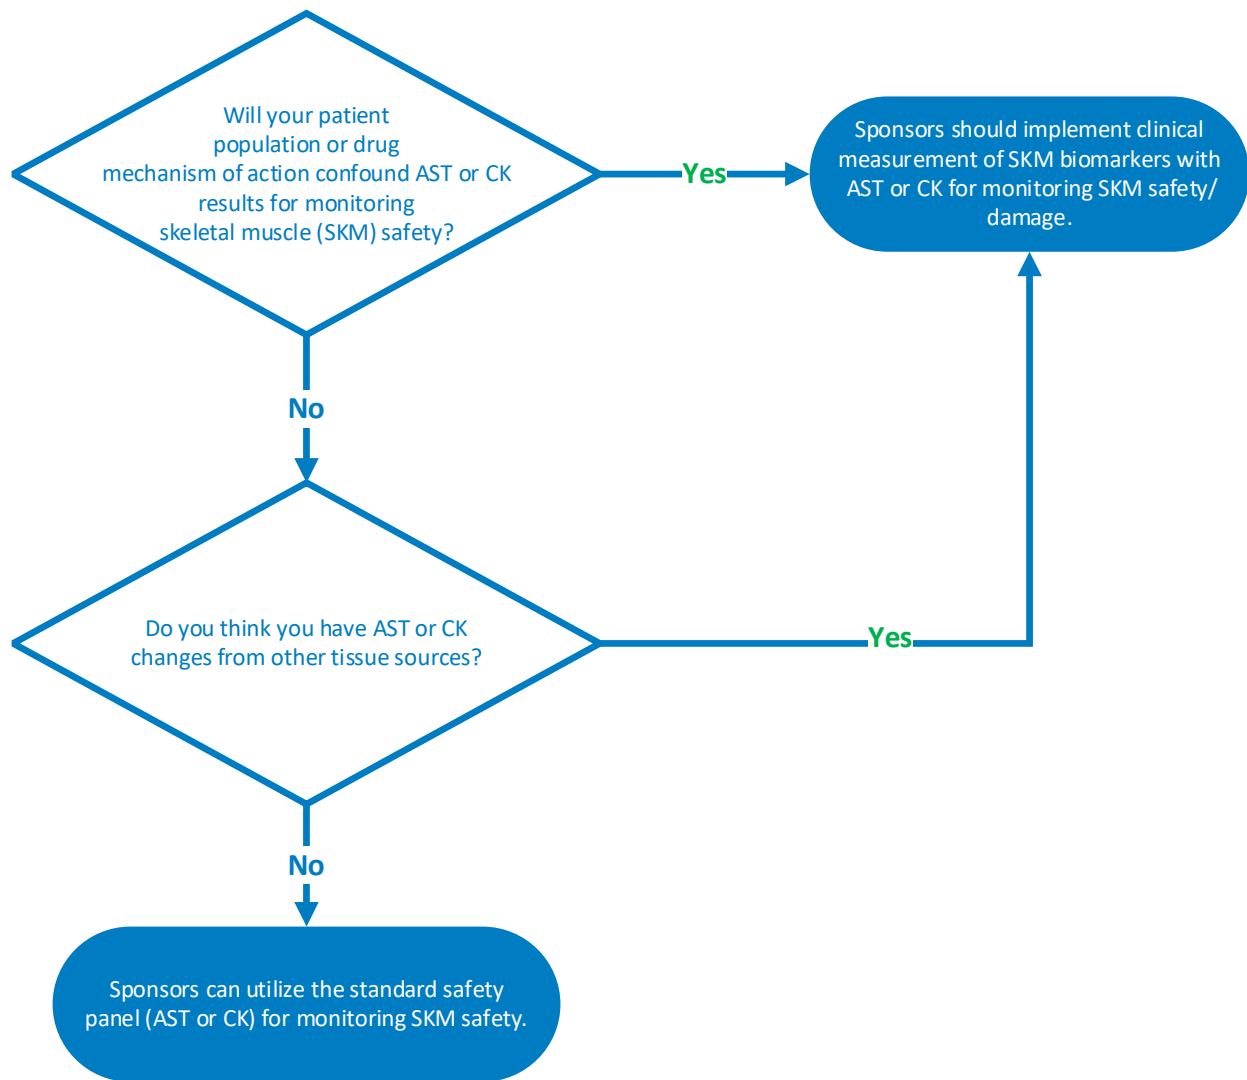 Will your patient
population or drug
mechanism of action confound AST or CK
results for monitoring
skeletal muscle (SKM) safety?
Yes
Sponsors should implement clinical
measurement of SKM biomarkers with
AST or CK for monitoring SKM safety/
damage.
No
Do you think you have AST or CK
changes from other tissue sources?
Yes
No
Sponsors can utilize the standard safety
panel (AST or CK) for monitoring SKM safety.